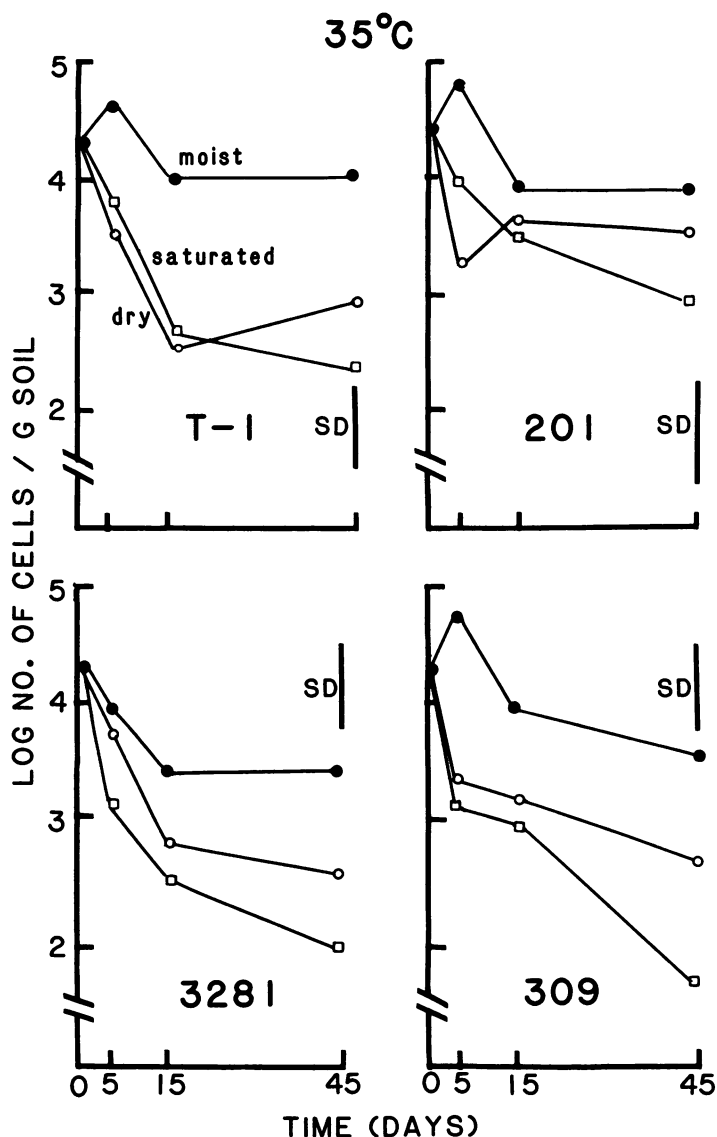 35°C
LOG NO. OF CELLS / G SOIL
5
4
3
2
moist
saturated
dry
T-1
SD
201
SD
5
4
3
2
SD
3281
SD
309
0 5 15 45
0 5 15 45
TIME (DAYS)